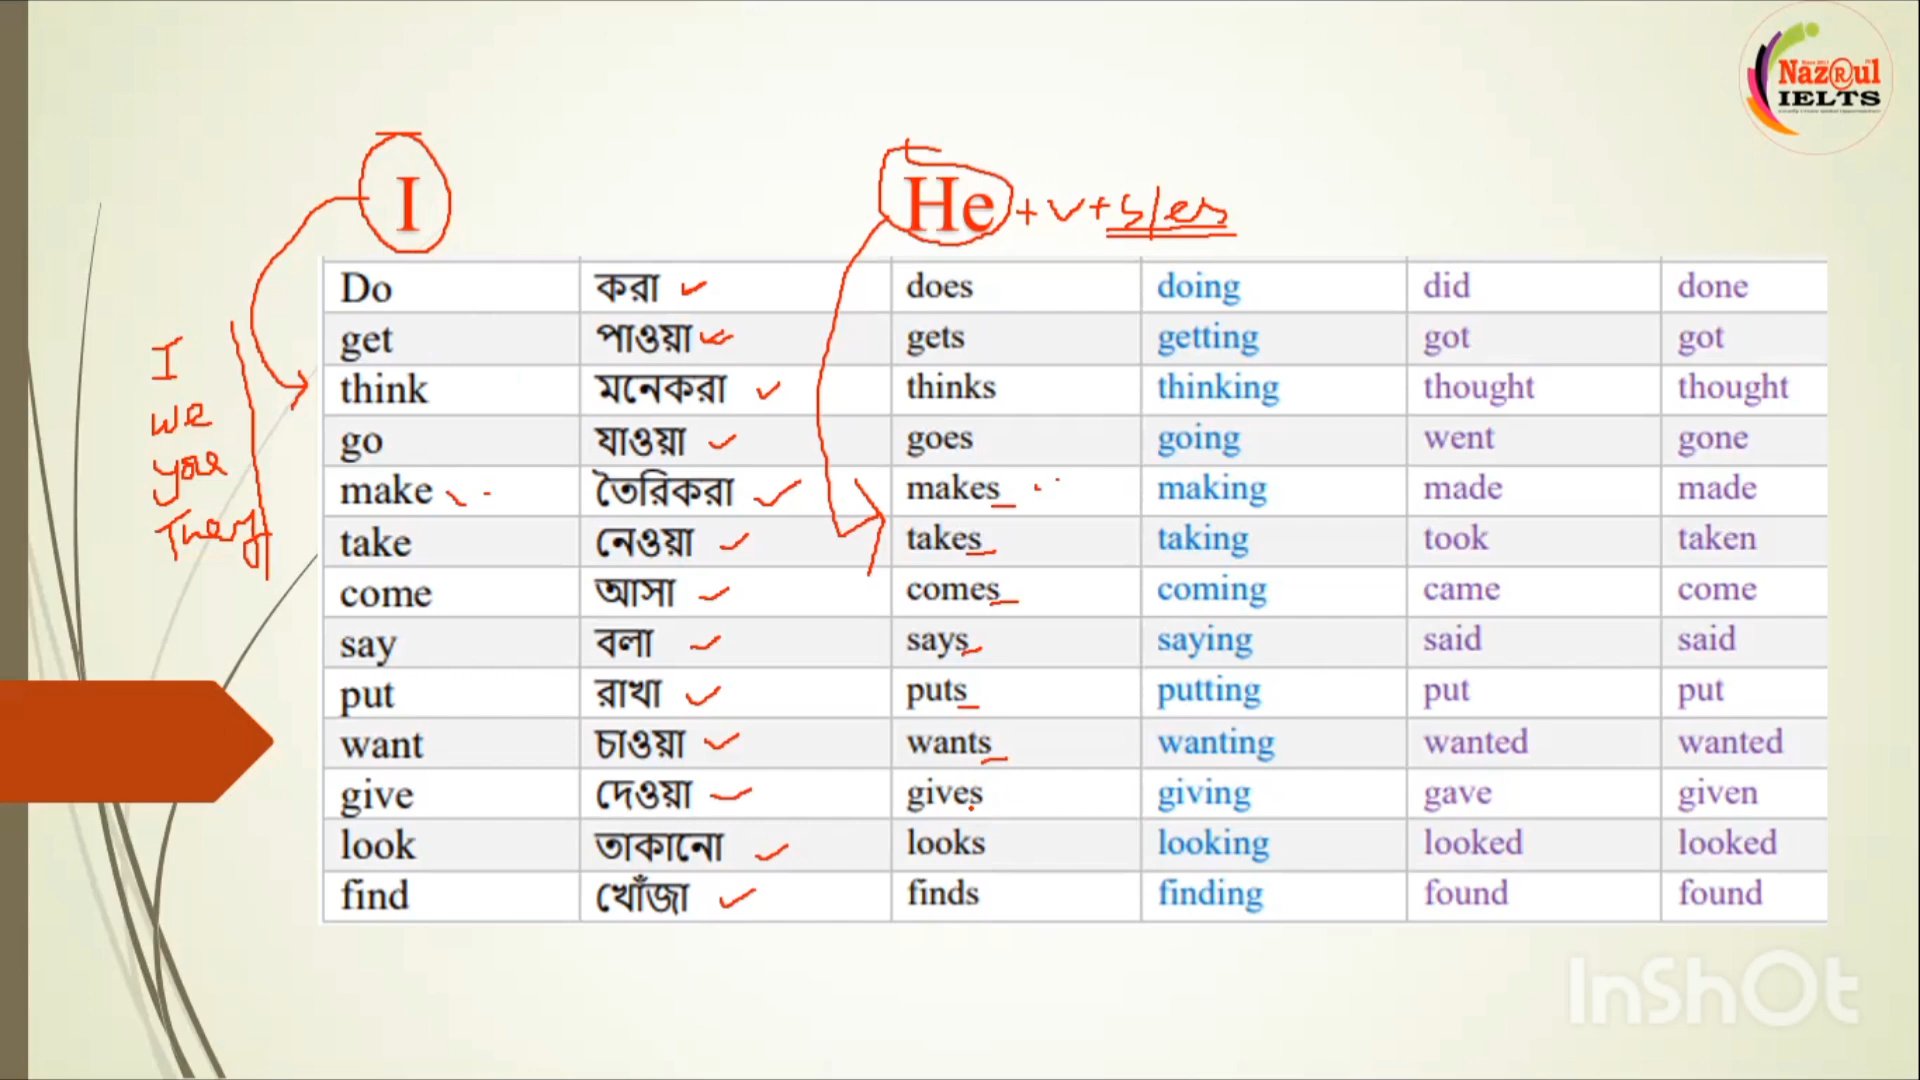 NazRul
IELTS
I
He + v + s/es
Do করা does doing did done
get পাওয়া gets getting got got
think মনেকরা thinks thinking thought thought
go যাওয়া goes going went gone
make তৈরিকরা makes making made made
take নেওয়া takes taking took taken
come আসা comes coming came come
say বলা says saying said said
put রাখা puts putting put put
want চাওয়া wants wanting wanted wanted
give দেওয়া gives giving gave given
look তাকানো looks looking looked looked
find খোঁজা finds finding found found
I
we
you
They
InShOt